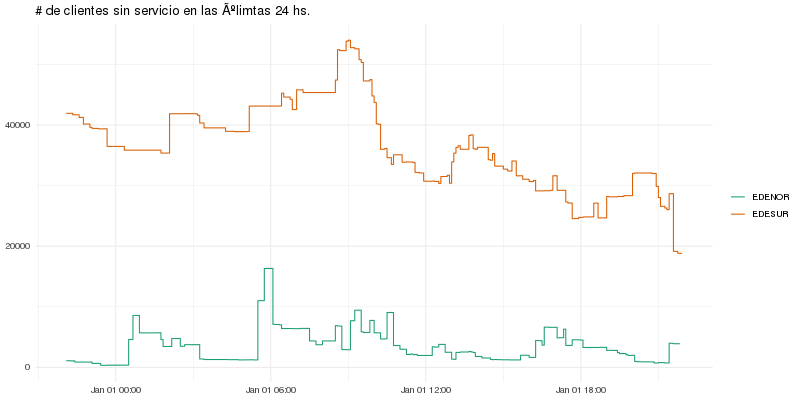 # de clientes sin servicio en las Ãºlimtas 24 hs.
40000
20000
0
Jan 01 00:00
Jan 01 06:00
Jan 01 12:00
Jan 01 18:00
EDENOR
EDESUR